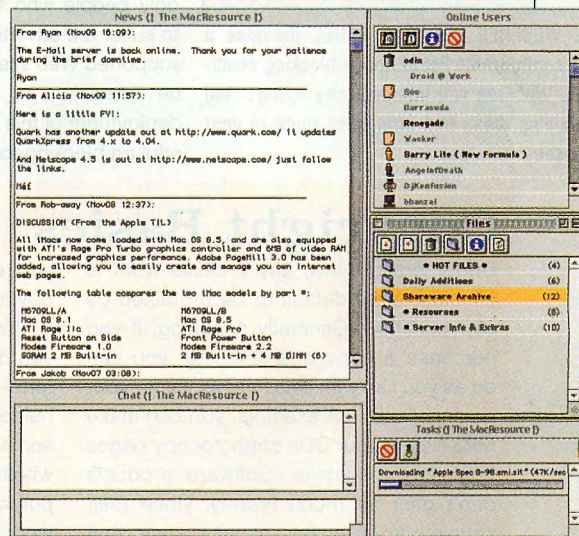 News (] The MacResource [)
From Ryan (Nov09 16:09):
The E-Mail server is back online. Thank you for your patience
during the brief downtime.
Ryan
From Alicia (Nov09 11:57):
Here is a little FYI:
Quark has another update out at http://www.quark.com/ it updates
QuarkXpress from 4.x to 4.04.
And Netscape 4.5 is out at http://www.netscape.com/ just follow
the links.
From Rob-away (Nov08 12:37):
DISCUSSION (From: an Apple TIL)
All iMacs now come loaded with Mac OS 8.5, and are also equipped
with ATI's Rage Pro Turbo graphics controller and 6MB of video RAM
for increased graphics performance. Adobe PageMill 3.0 has been
added, allowing you to easily create and manage you own internet
web pages.
The following table compares the two iMac models by part #:
M6709LL/A M6709LL/B
Mac OS 8.1 Mac OS 8.5
ATI Rage IIc ATI Rage Pro
Reset Button on Side Front Power Button
Modem Firmware 1.0 Modem Firmware 2.2
SGRAM 2 MB Built-in 2 MB Built-in + 4 MB DIMM (6)
From Jakob (Nov07 03:08):
Chat (] The MacResource [)
Online Users
odin
Droid @ Work
Barracuda
Renegade
Wacker
Barry Lite ( New Formula )
AngelofDeath
DjKonfusion
bhanzai
Files
• HOT FILES • (4)
Daily Additions (6)
Shareware Archive (12)
• Resources (8)
• Server Info & Extras (10)
Tasks (] The MacResource [)
Downloading "Apple Spec 8-98.smi.sit" (47K/sec